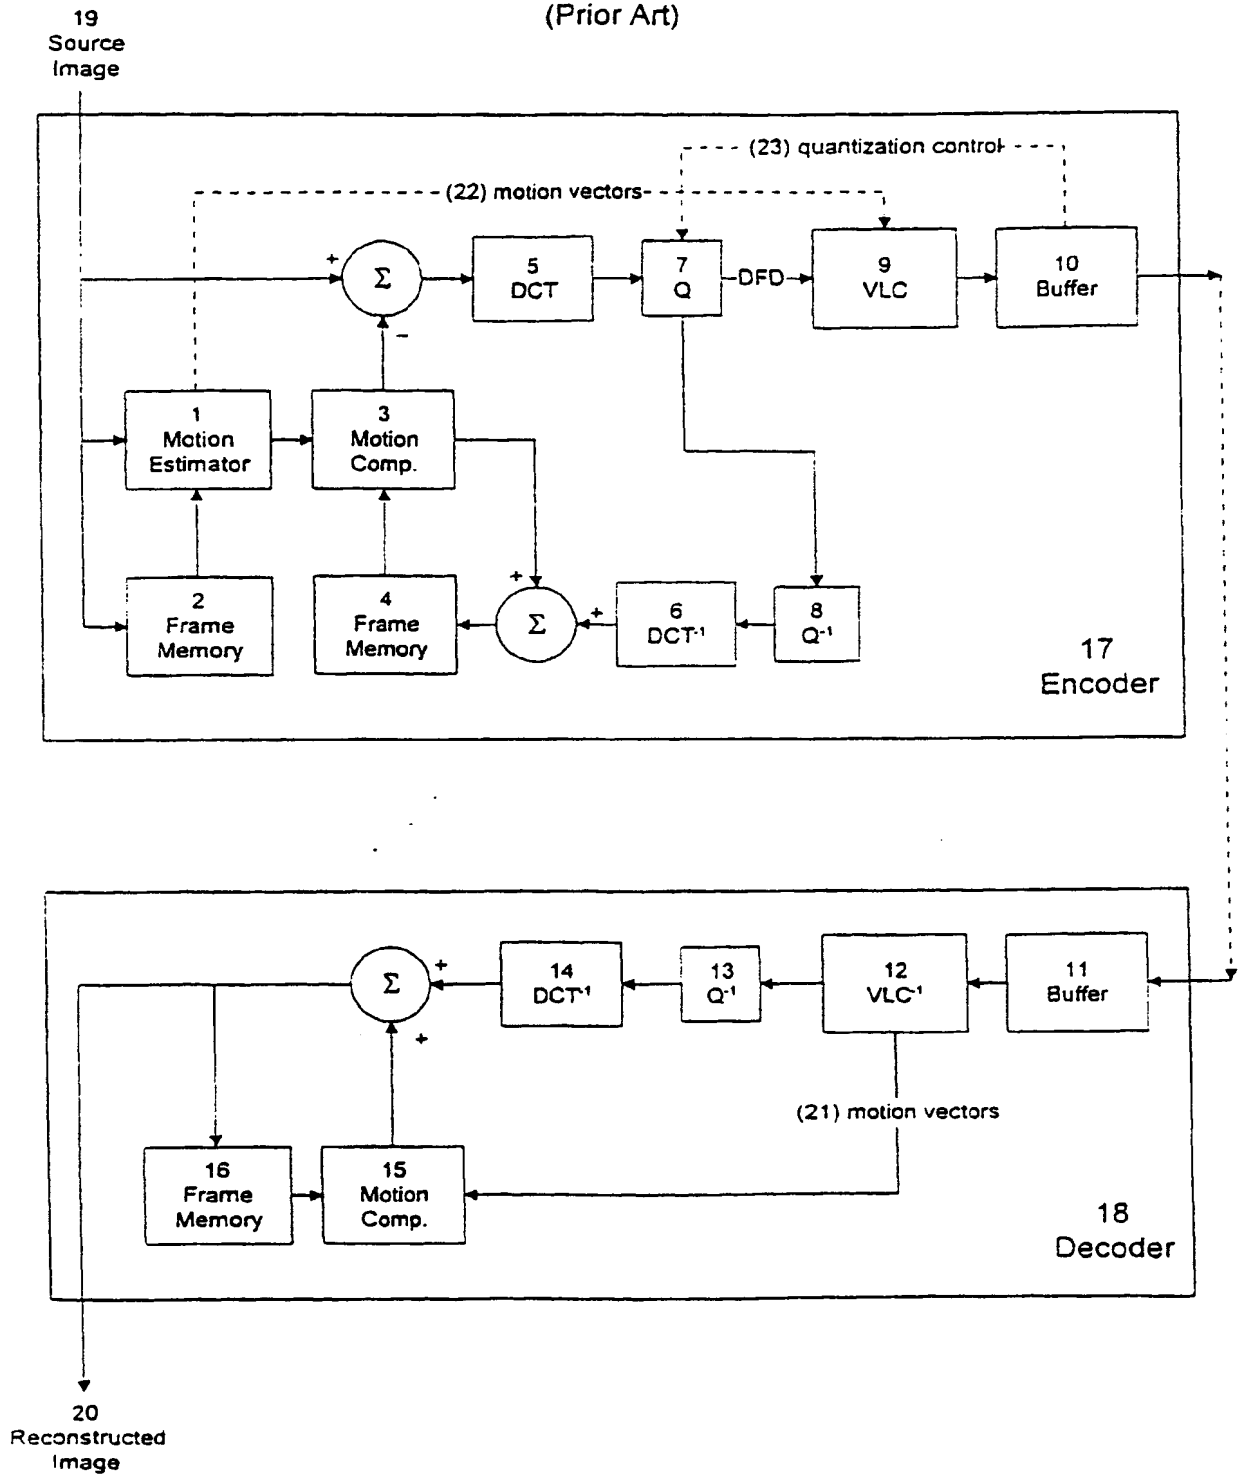 (Prior Art)
19
Source
Image
(23) quantization control
(22) motion vectors
+
Σ
5
DCT
7
Q
DFD
9
VLC
10
Buffer
−
1
Motion
Estimator
3
Motion
Comp.
2
Frame
Memory
4
Frame
Memory
+
Σ
+
6
DCT-1
8
Q-1
17
Encoder
Σ
+
14
DCT-1
13
Q-1
12
VLC-1
11
Buffer
+
(21) motion vectors
16
Frame
Memory
15
Motion
Comp.
18
Decoder
20
Reconstructed
Image